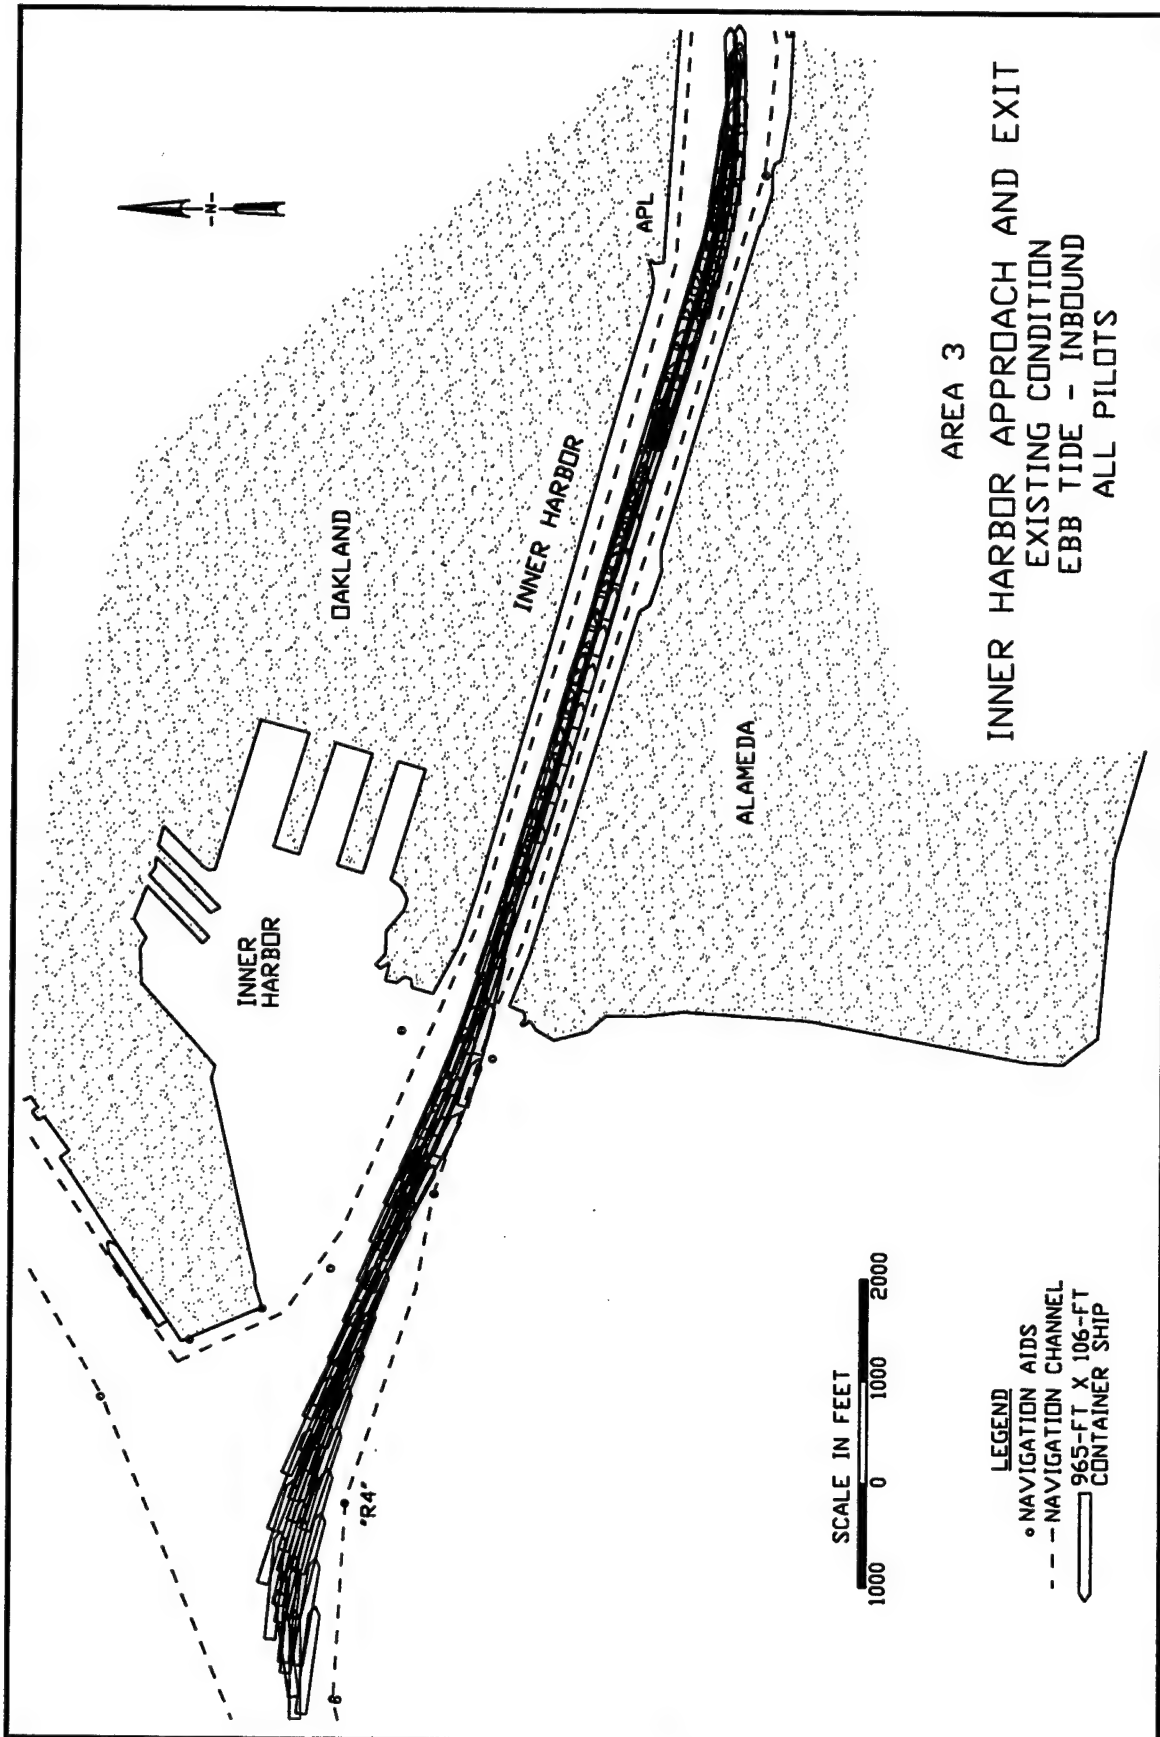 -N-
APL
OAKLAND
INNER HARBOR
INNER
HARBOR
ALAMEDA
"R4"
8
AREA 3
INNER HARBOR APPROACH AND EXIT
EXISTING CONDITION
EBB TIDE - INBOUND
ALL PILOTS
SCALE IN FEET
1000 0 1000 2000
LEGEND
NAVIGATION AIDS
NAVIGATION CHANNEL
965-FT X 106-FT
CONTAINER SHIP